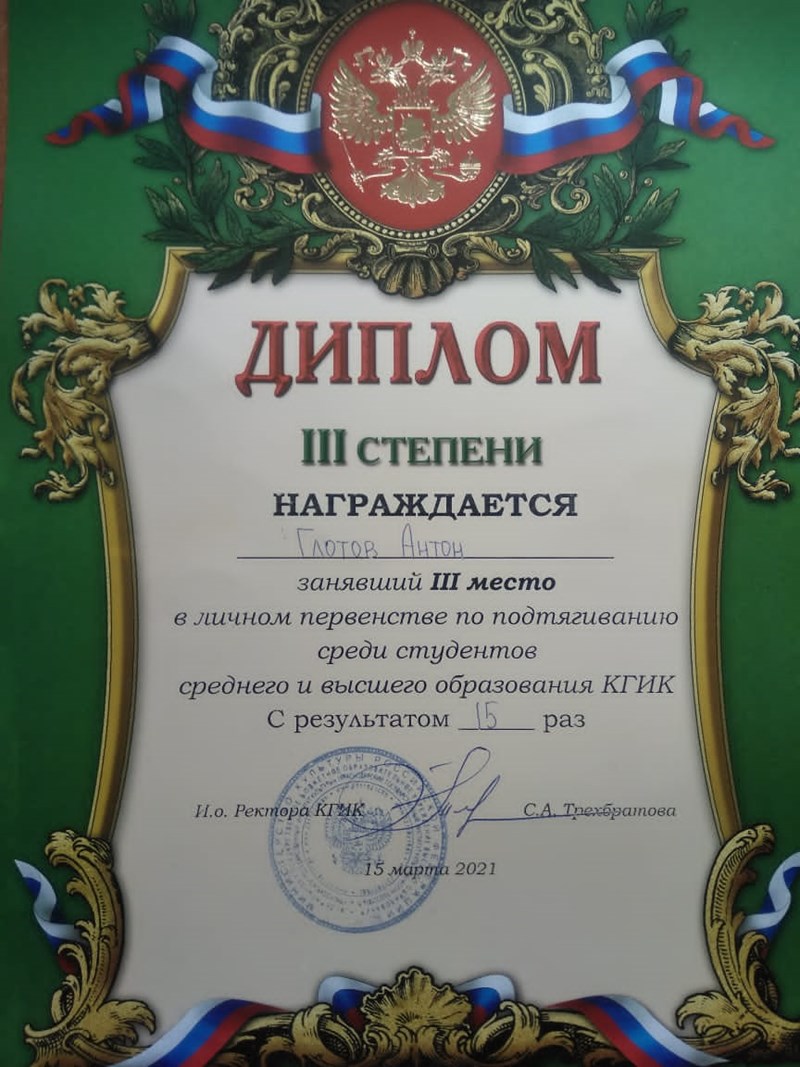 ДИПЛОМ
III СТЕПЕНИ
НАГРАЖДАЕТСЯ
Глотов Антон
занявший III место
в личном первенстве по подтягиванию
среди студентов
среднего и высшего образования КГИК
С результатом 15 раз
И.о. Ректора КГИК С.А. Трехбратова
15 марта 2021